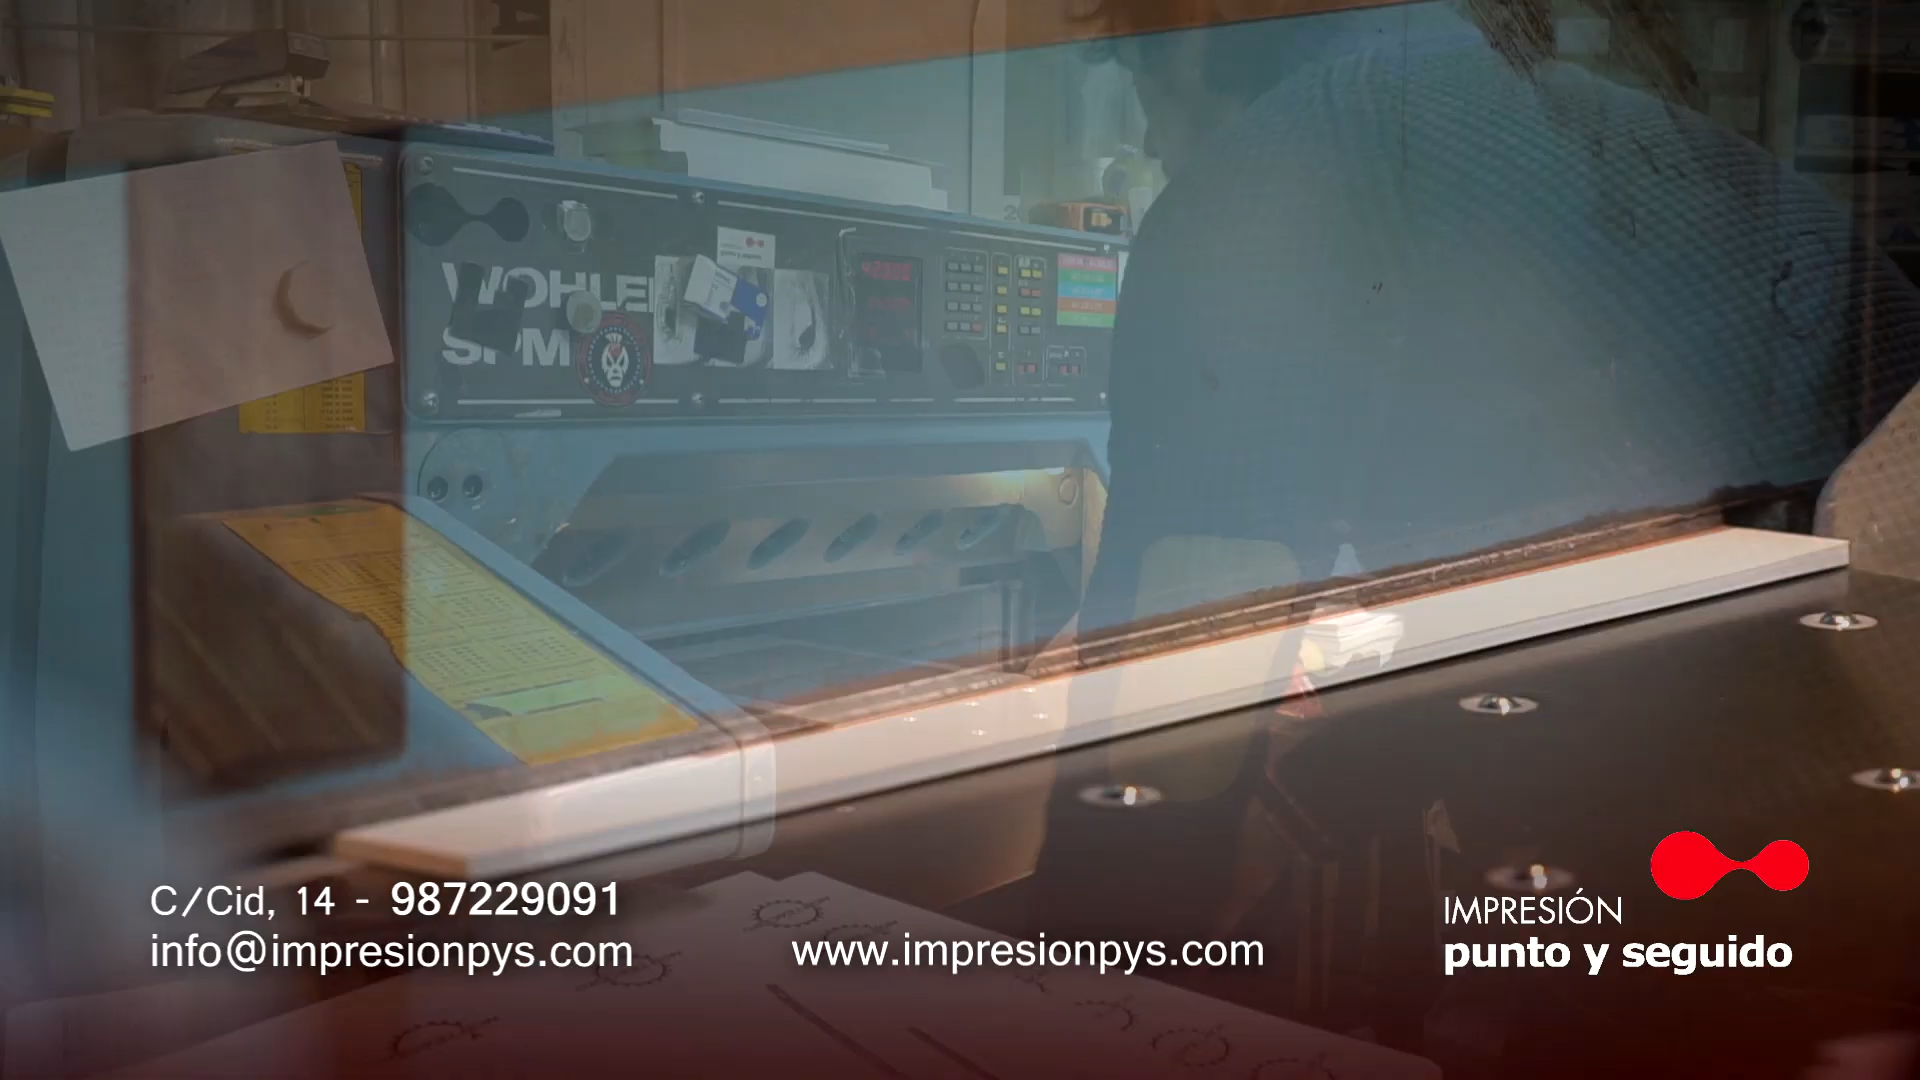 WOHLE
SPM
C/Cid, 14 - 987229091
info@impresionpys.com
www.impresionpys.com
IMPRESIÓN
punto y seguido